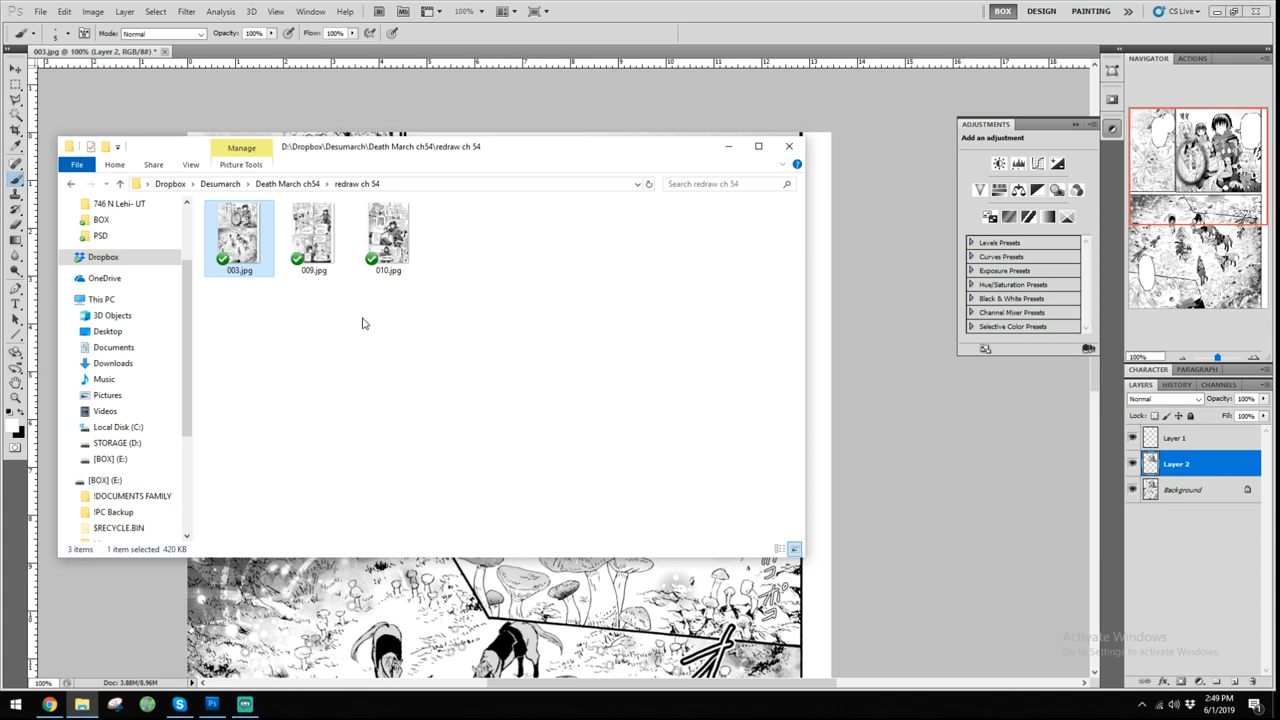 Ps File Edit Image Layer Select Filter Analysis 3D View Window Help Br Mb 100% BOX DESIGN PAINTING CS Live
5 Mode: Normal Opacity: 100% Flow: 100%
003.jpg @ 100% (Layer 2, RGB/8#) *
NAVIGATOR ACTIONS
Manage D:\Dropbox\Desumarch\Death March ch54\redraw ch 54
File Home Share View Picture Tools
Dropbox Desumarch Death March ch54 redraw ch 54 Search redraw ch 54
746 N Lehi- UT
BOX
PSD
Dropbox
OneDrive
This PC
3D Objects
Desktop
Documents
Downloads
Music
Pictures
Videos
Local Disk (C:)
STORAGE (D:)
[BOX] (E:)
[BOX] (E:)
!DOCUMENTS FAMILY
!PC Backup
$RECYCLE.BIN
003.jpg 009.jpg 010.jpg
3 items 1 item selected 420 KB
ADJUSTMENTS
Add an adjustment
Levels Presets
Curves Presets
Exposure Presets
Hue/Saturation Presets
Black & White Presets
Channel Mixer Presets
Selective Color Presets
100%
CHARACTER PARAGRAPH
LAYERS HISTORY CHANNELS
Normal Opacity: 100%
Lock: Fill: 100%
Layer 1
Layer 2
Background
Activate Windows
Go to Settings to activate Windows.
100% Doc: 3.88M/8.96M
2:49 PM
6/1/2019